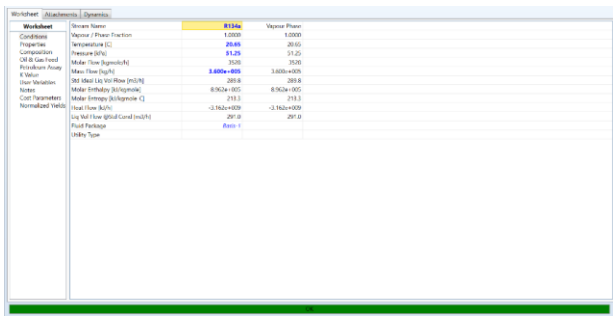 Worksheet Attachments Dynamics
Worksheet
Conditions
Properties
Composition
Oil & Gas Feed
Petroleum Assay
K Value
User Variables
Notes
Cost Parameters
Normalized Yields
Stream Name R134a Vapour Phase
Vapour / Phase Fraction 1.0000 1.0000
Temperature [C] 20.65 20.65
Pressure [kPa] 51.25 51.25
Molar Flow [kgmole/h] 3520 3520
Mass Flow [kg/h] 3.600e+005 3.600e+005
Std Ideal Liq Vol Flow [m3/h] 289.8 289.8
Molar Enthalpy [kJ/kgmole] -8.962e+005 -8.962e+005
Molar Entropy [kJ/kgmole-C] 213.3 213.3
Heat Flow [kJ/h] -3.162e+009 -3.162e+009
Liq Vol Flow @Std Cond [m3/h] 291.0 291.0
Fluid Package Basis-1
Utility Type
OK